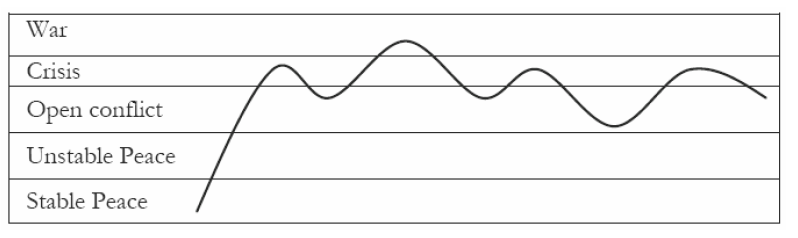 War
Crisis
Open conflict
Unstable Peace
Stable Peace